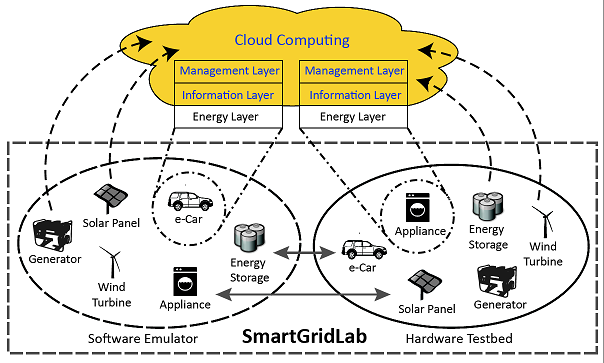 Cloud Computing
Management Layer
Information Layer
Energy Layer
Management Layer
Information Layer
Energy Layer
Solar Panel
e-Car
Generator
Wind
Turbine
Energy
Storage
Appliance
Software Emulator
Appliance
Energy
Storage
Wind
Turbine
e-Car
Solar Panel
Generator
Hardware Testbed
SmartGridLab